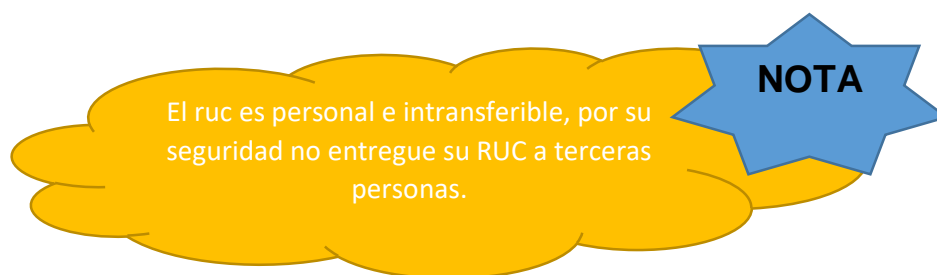 NOTA
El ruc es personal e intransferible, por su
seguridad no entregue su RUC a terceras
personas.